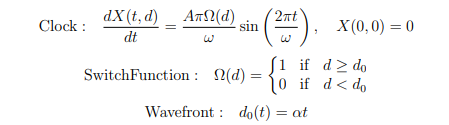 Clock : dX(t, d)/dt = AπΩ(d)/ω sin (2πt/ω), X(0, 0) = 0
SwitchFunction : Ω(d) = {1 if d ≥ d₀
0 if d < d₀
Wavefront : d₀(t) = αt